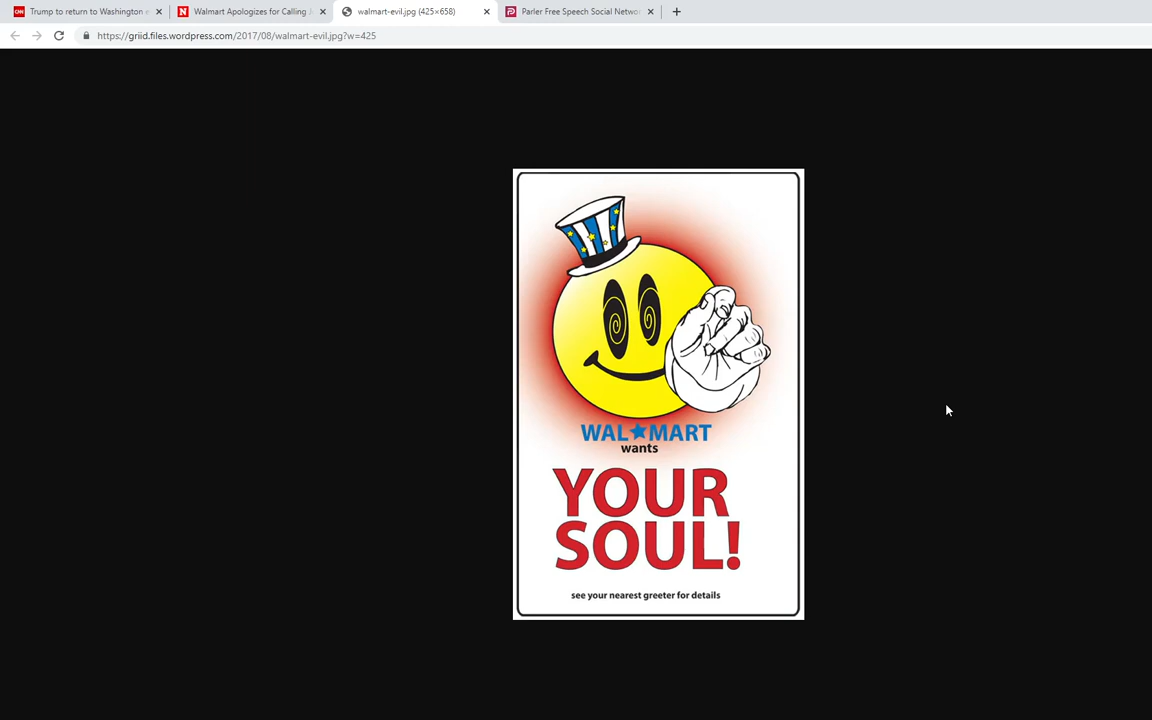 CNN Trump to return to Washington
N Walmart Apologizes for Calling
walmart-evil.jpg (425×658)
Parler Free Speech Social Netwo
https://griid.files.wordpress.com/2017/08/walmart-evil.jpg?w=425
WAL★MART
wants
YOUR
SOUL!
see your nearest greeter for details